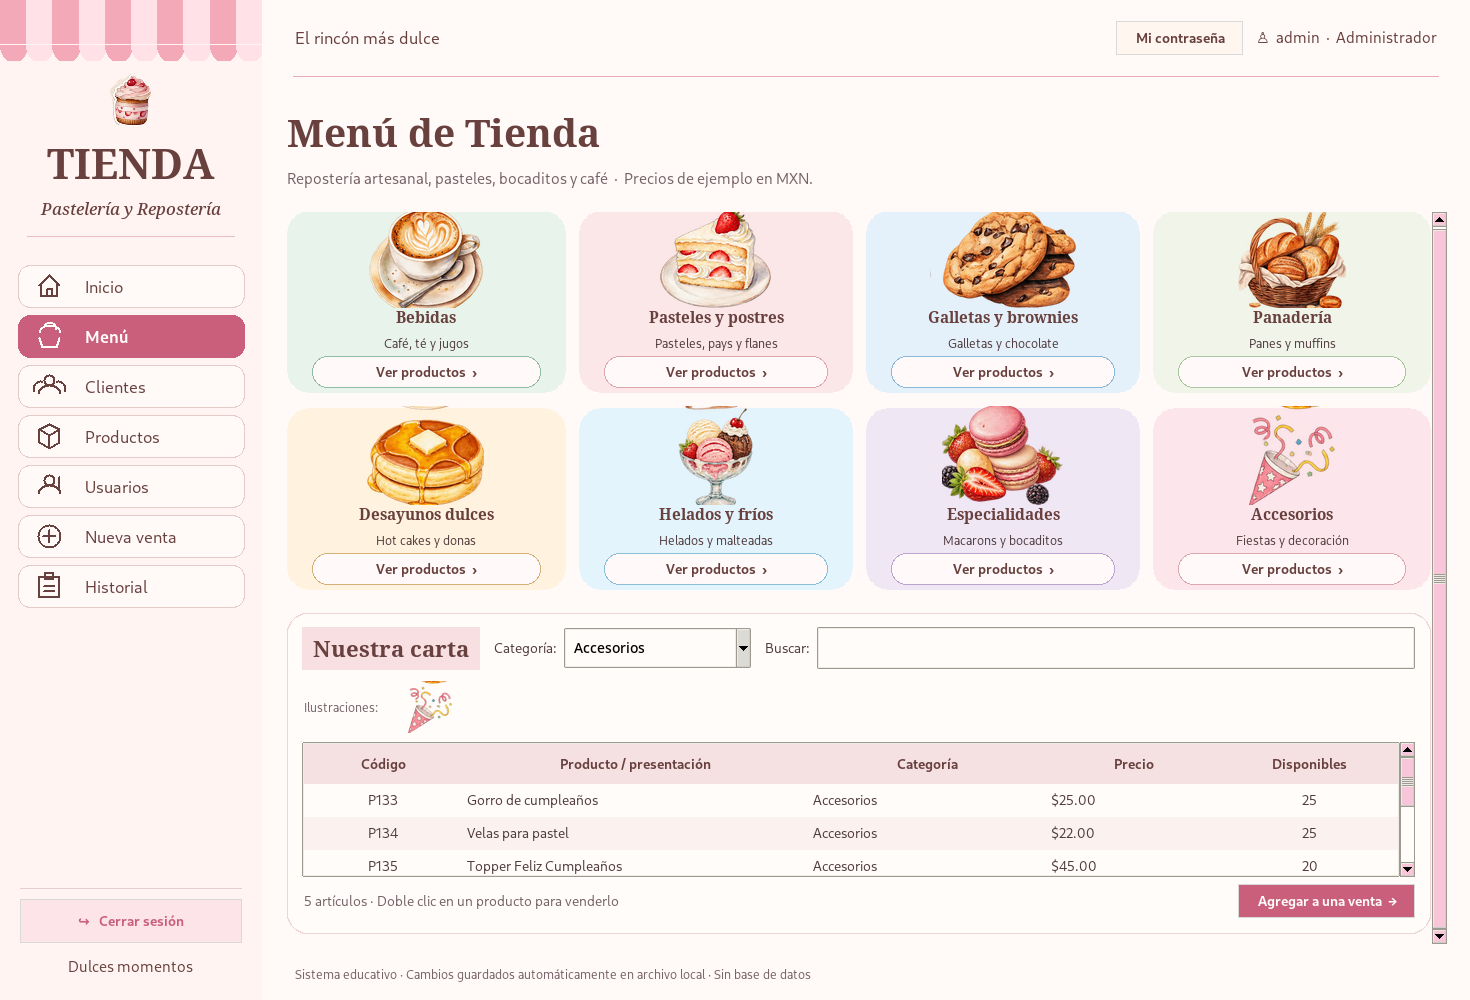 TIENDA
Pastelería y Repostería
Inicio
Menú
Clientes
Productos
Usuarios
Nueva venta
Historial
↪ Cerrar sesión
Dulces momentos
El rincón más dulce
Mi contraseña
♙ admin · Administrador
Menú de Tienda
Repostería artesanal, pasteles, bocaditos y café · Precios de ejemplo en MXN.
Bebidas
Café, té y jugos
Ver productos ›
Pasteles y postres
Pasteles, pays y flanes
Ver productos ›
Galletas y brownies
Galletas y chocolate
Ver productos ›
Panadería
Panes y muffins
Ver productos ›
Desayunos dulces
Hot cakes y donas
Ver productos ›
Helados y fríos
Helados y malteadas
Ver productos ›
Especialidades
Macarons y bocaditos
Ver productos ›
Accesorios
Fiestas y decoración
Ver productos ›
Nuestra carta Categoría: Accesorios Buscar:
Ilustraciones:
Código Producto / presentación Categoría Precio Disponibles
P133 Gorro de cumpleaños Accesorios $25.00 25
P134 Velas para pastel Accesorios $22.00 25
P135 Topper Feliz Cumpleaños Accesorios $45.00 20
5 artículos · Doble clic en un producto para venderlo
Agregar a una venta →
Sistema educativo · Cambios guardados automáticamente en archivo local · Sin base de datos